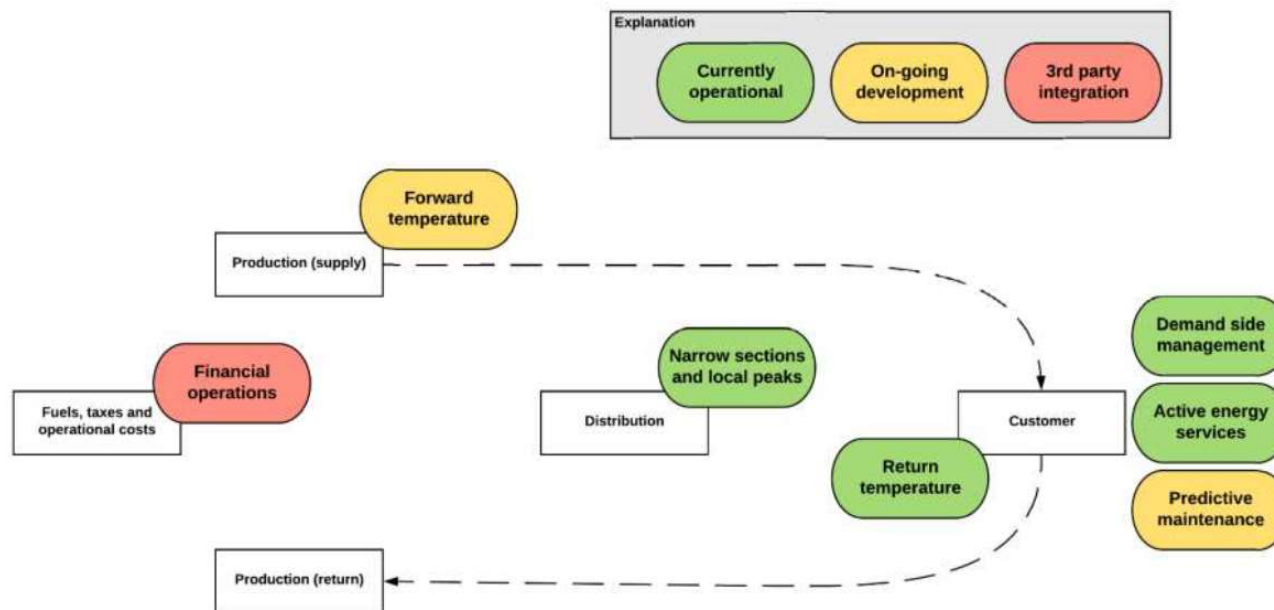 Explanation
Currently
operational
On-going
development
3rd party
integration
Forward
temperature
Production (supply)
Demand side
management
Narrow sections
and local peaks
Financial
operations
Fuels, taxes and
operational costs
Distribution
Customer
Active energy
services
Return
temperature
Predictive
maintenance
Production (return)